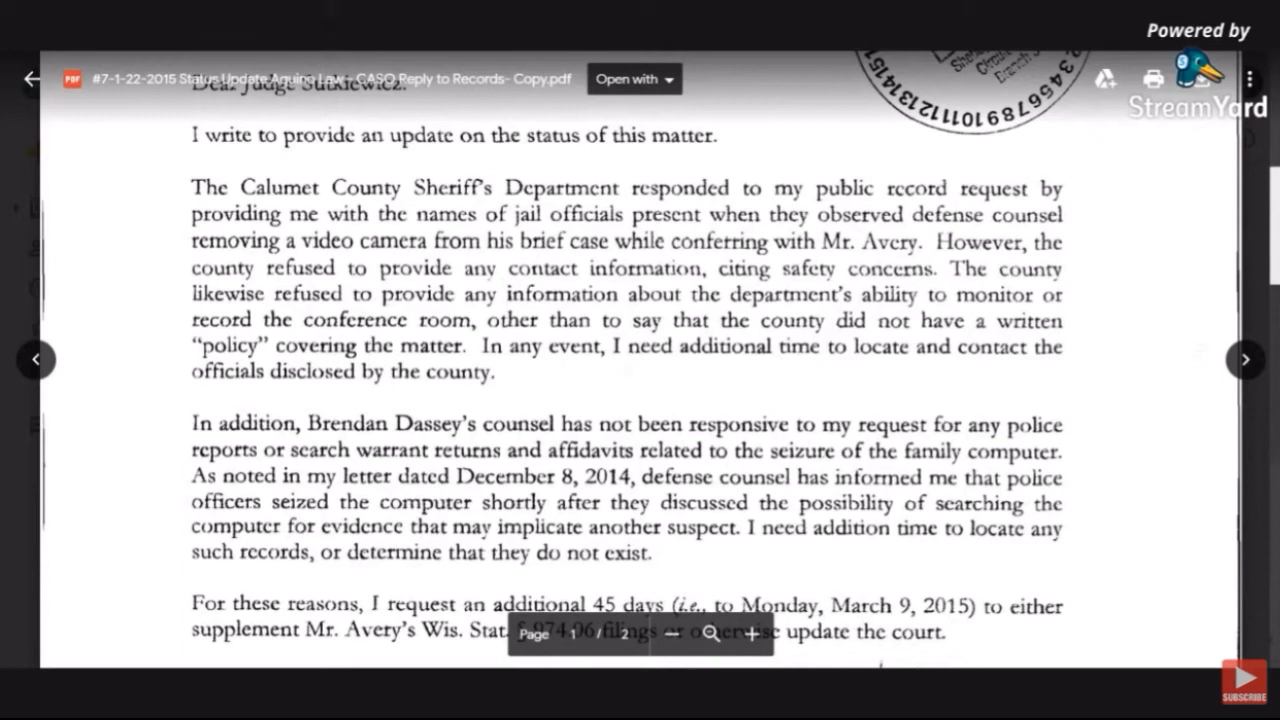 Powered by
StreamYard
#7-1-22-2015 Status Update Aquino Law - CASO Reply to Records- Copy.pdf
Open with
Dear Judge Sutkiewicz:
I write to provide an update on the status of this matter.
The Calumet County Sheriff's Department responded to my public record request by
providing me with the names of jail officials present when they observed defense counsel
removing a video camera from his brief case while conferring with Mr. Avery. However, the
county refused to provide any contact information, citing safety concerns. The county
likewise refused to provide any information about the department's ability to monitor or
record the conference room, other than to say that the county did not have a written
"policy" covering the matter. In any event, I need additional time to locate and contact the
officials disclosed by the county.
In addition, Brendan Dassey's counsel has not been responsive to my request for any police
reports or search warrant returns and affidavits related to the seizure of the family computer.
As noted in my letter dated December 8, 2014, defense counsel has informed me that police
officers seized the computer shortly after they discussed the possibility of searching the
computer for evidence that may implicate another suspect. I need addition time to locate any
such records, or determine that they do not exist.
For these reasons, I request an additional 45 days (i.e., to Monday, March 9, 2015) to either
supplement Mr. Avery's Wis. Stat. § 974.06 filings or otherwise update the court.
Page 1 / 2
SUBSCRIBE